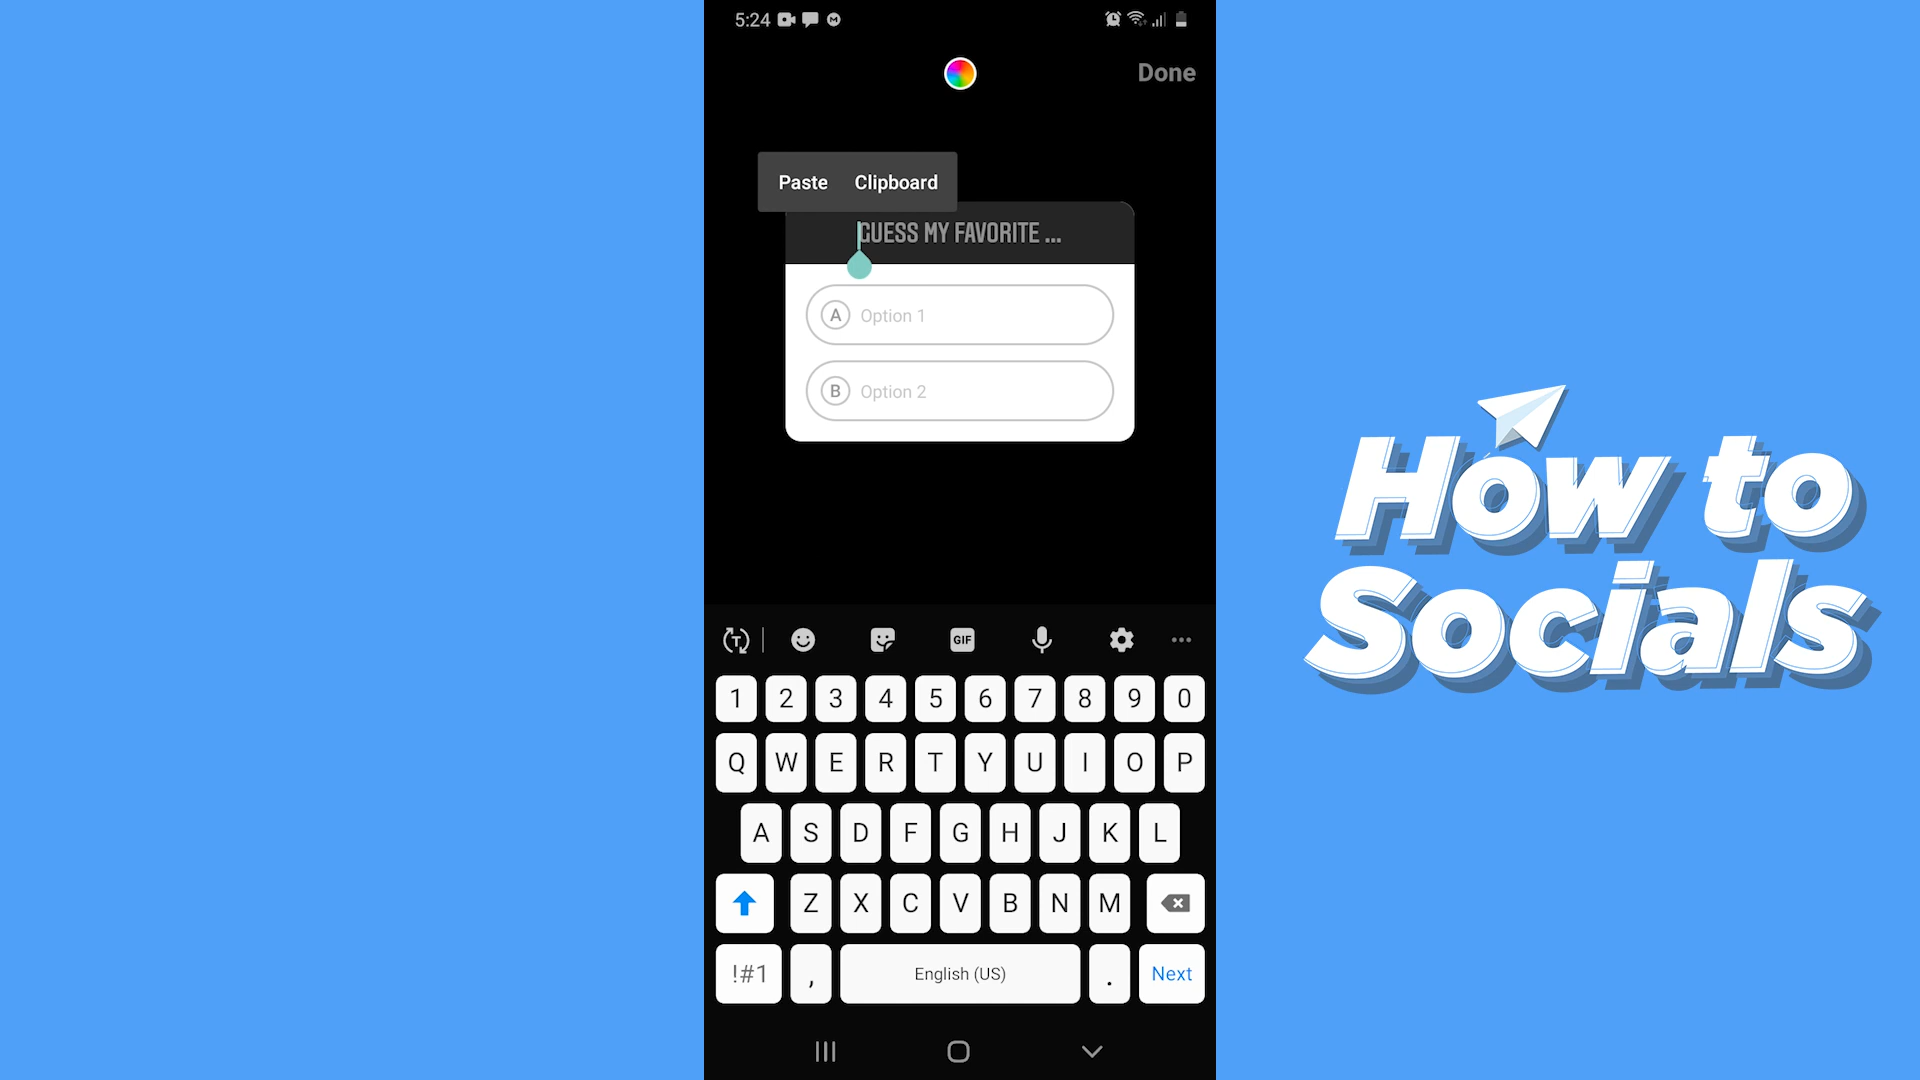 5:24
Done
Paste Clipboard
GUESS MY FAVORITE ...
A Option 1
B Option 2
T GIF
1 2 3 4 5 6 7 8 9 0
Q W E R T Y U I O P
A S D F G H J K L
Z X C V B N M
!#1 , English (US) . Next
How to
Socials